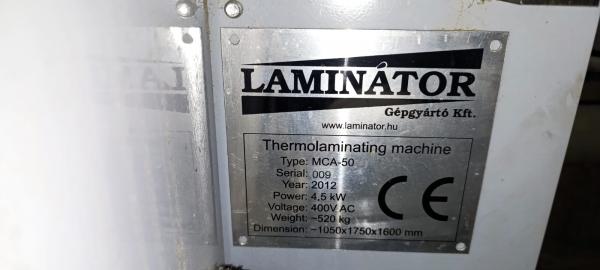 LAMINÁTOR
Gépgyártó Kft.
www.laminator.hu
Thermolaminating machine
Type: MCA-50
Serial: 009
Year: 2012
Power: 4,5 kW
Voltage: 400V AC
Weight: ~520 kg
Dimension: ~1050x1750x1600 mm
CE